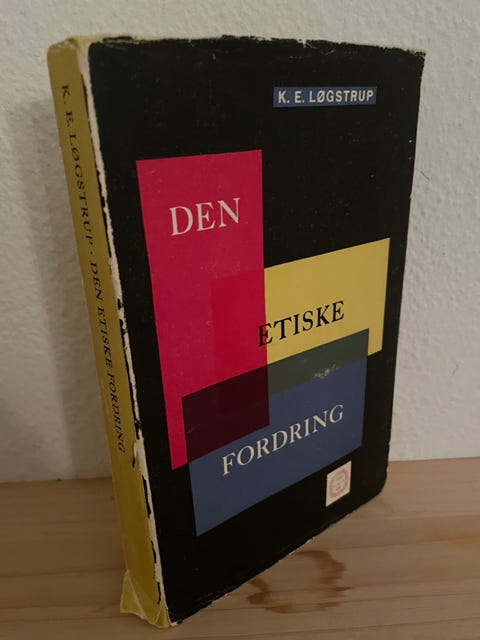 K. E. LØGSTRUP · DEN ETISKE FORDRING
K. E. LØGSTRUP
DEN
ETISKE
FORDRING